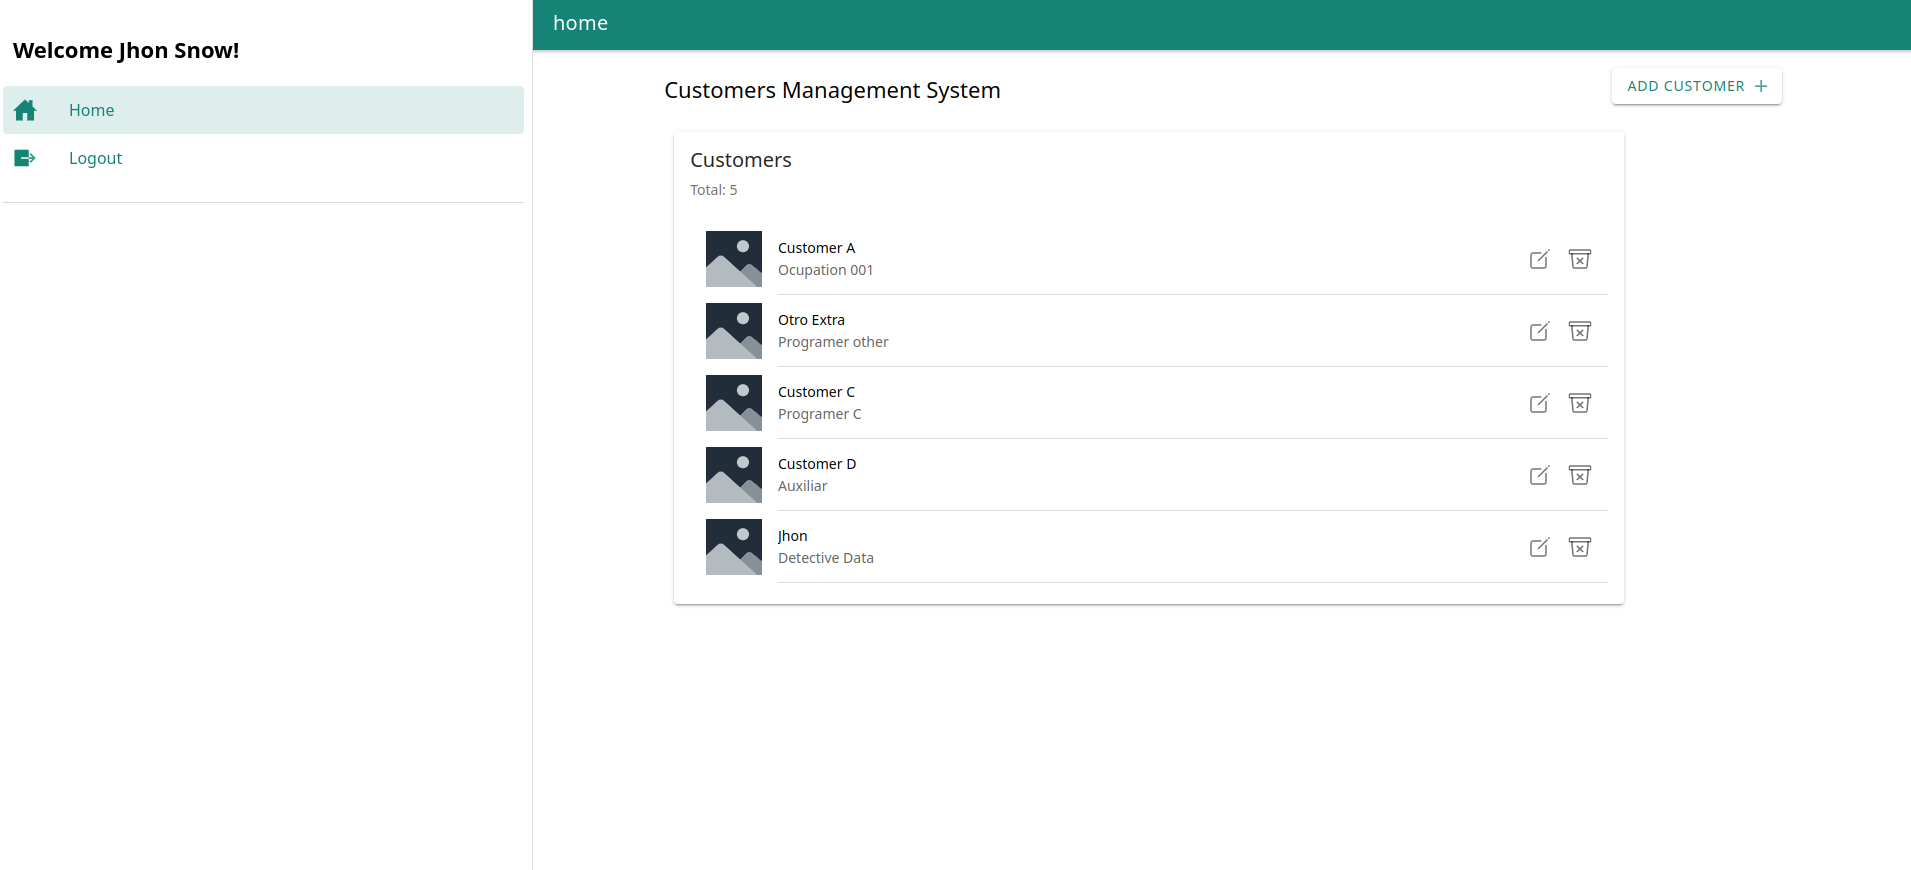 Welcome Jhon Snow!
Home
Logout
home
Customers Management System
ADD CUSTOMER
Customers
Total: 5
Customer A
Ocupation 001
Otro Extra
Programer other
Customer C
Programer C
Customer D
Auxiliar
Jhon
Detective Data